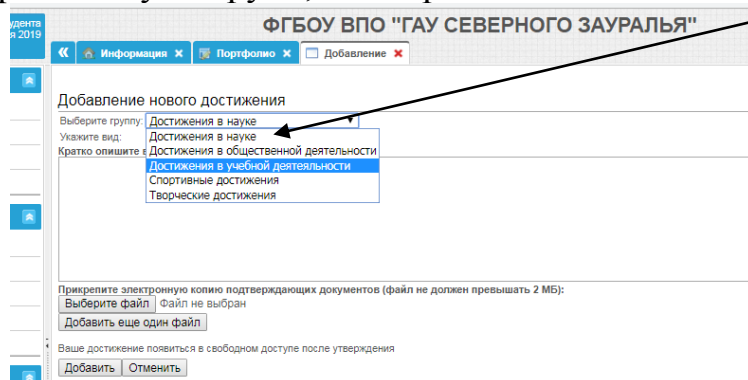 удента
я 2019
ФГБОУ ВПО "ГАУ СЕВЕРНОГО ЗАУРАЛЬЯ"
Информация
Портфолио
Добавление
Добавление нового достижения
Выберите группу: Достижения в науке
Укажите вид: Достижения в науке
Кратко опишите в Достижения в общественной деятельности
Достижения в учебной деятеяльности
Спортивные достижения
Творческие достижения
Прикрепите электронную копию подтверждающих документов (файл не должен превышать 2 МБ):
Выберите файл Файл не выбран
Добавить еще один файл
Ваше достижение появиться в свободном доступе после утверждения
Добавить Отменить